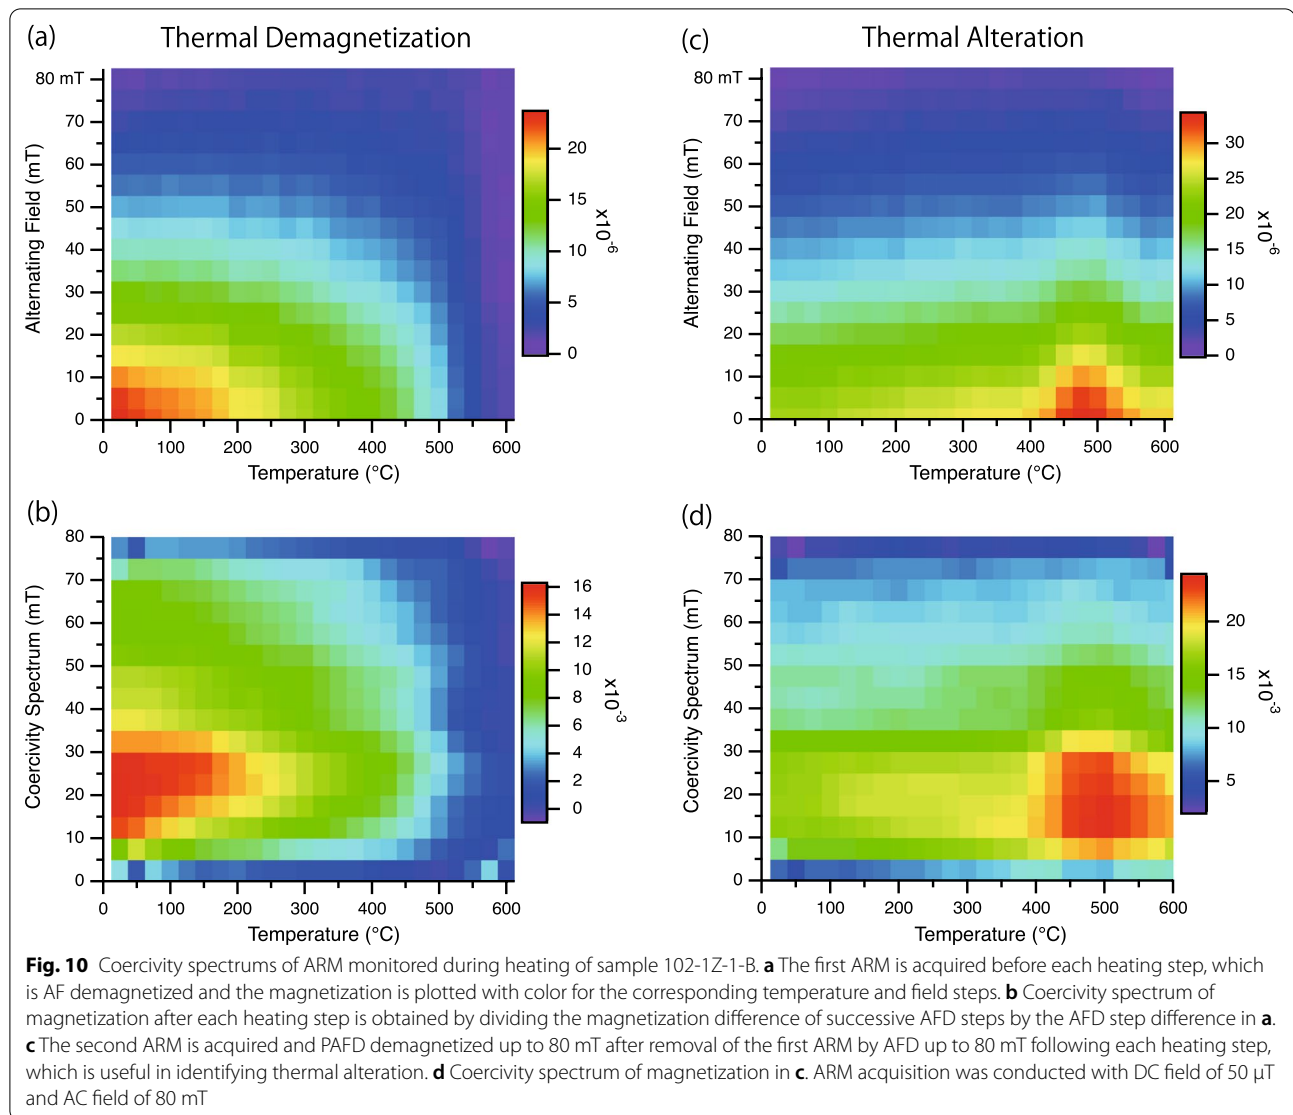 (a)
Thermal Demagnetization
80 mT
70
60
50
40
30
20
10
0
Alternating Field (mT)
0 100 200 300 400 500 600
Temperature (°C)
20
15
10
5
0
x10-6
(c)
Thermal Alteration
80 mT
70
60
50
40
30
20
10
0
Alternating Field (mT)
0 100 200 300 400 500 600
Temperature (°C)
30
25
20
15
10
5
0
x10-6
(b)
80
70
60
50
40
30
20
10
0
Coercivity Spectrum (mT)
0 100 200 300 400 500 600
Temperature (°C)
16
14
12
10
8
6
4
2
0
x10-3
(d)
80
70
60
50
40
30
20
10
0
Coercivity Spectrum (mT)
0 100 200 300 400 500 600
Temperature (°C)
20
15
10
5
x10-3
Fig. 10 Coercivity spectrums of ARM monitored during heating of sample 102-1Z-1-B. a The first ARM is acquired before each heating step, which
is AF demagnetized and the magnetization is plotted with color for the corresponding temperature and field steps. b Coercivity spectrum of
magnetization after each heating step is obtained by dividing the magnetization difference of successive AFD steps by the AFD step difference in a.
c The second ARM is acquired and PAFD demagnetized up to 80 mT after removal of the first ARM by AFD up to 80 mT following each heating step,
which is useful in identifying thermal alteration. d Coercivity spectrum of magnetization in c. ARM acquisition was conducted with DC field of 50 µT
and AC field of 80 mT